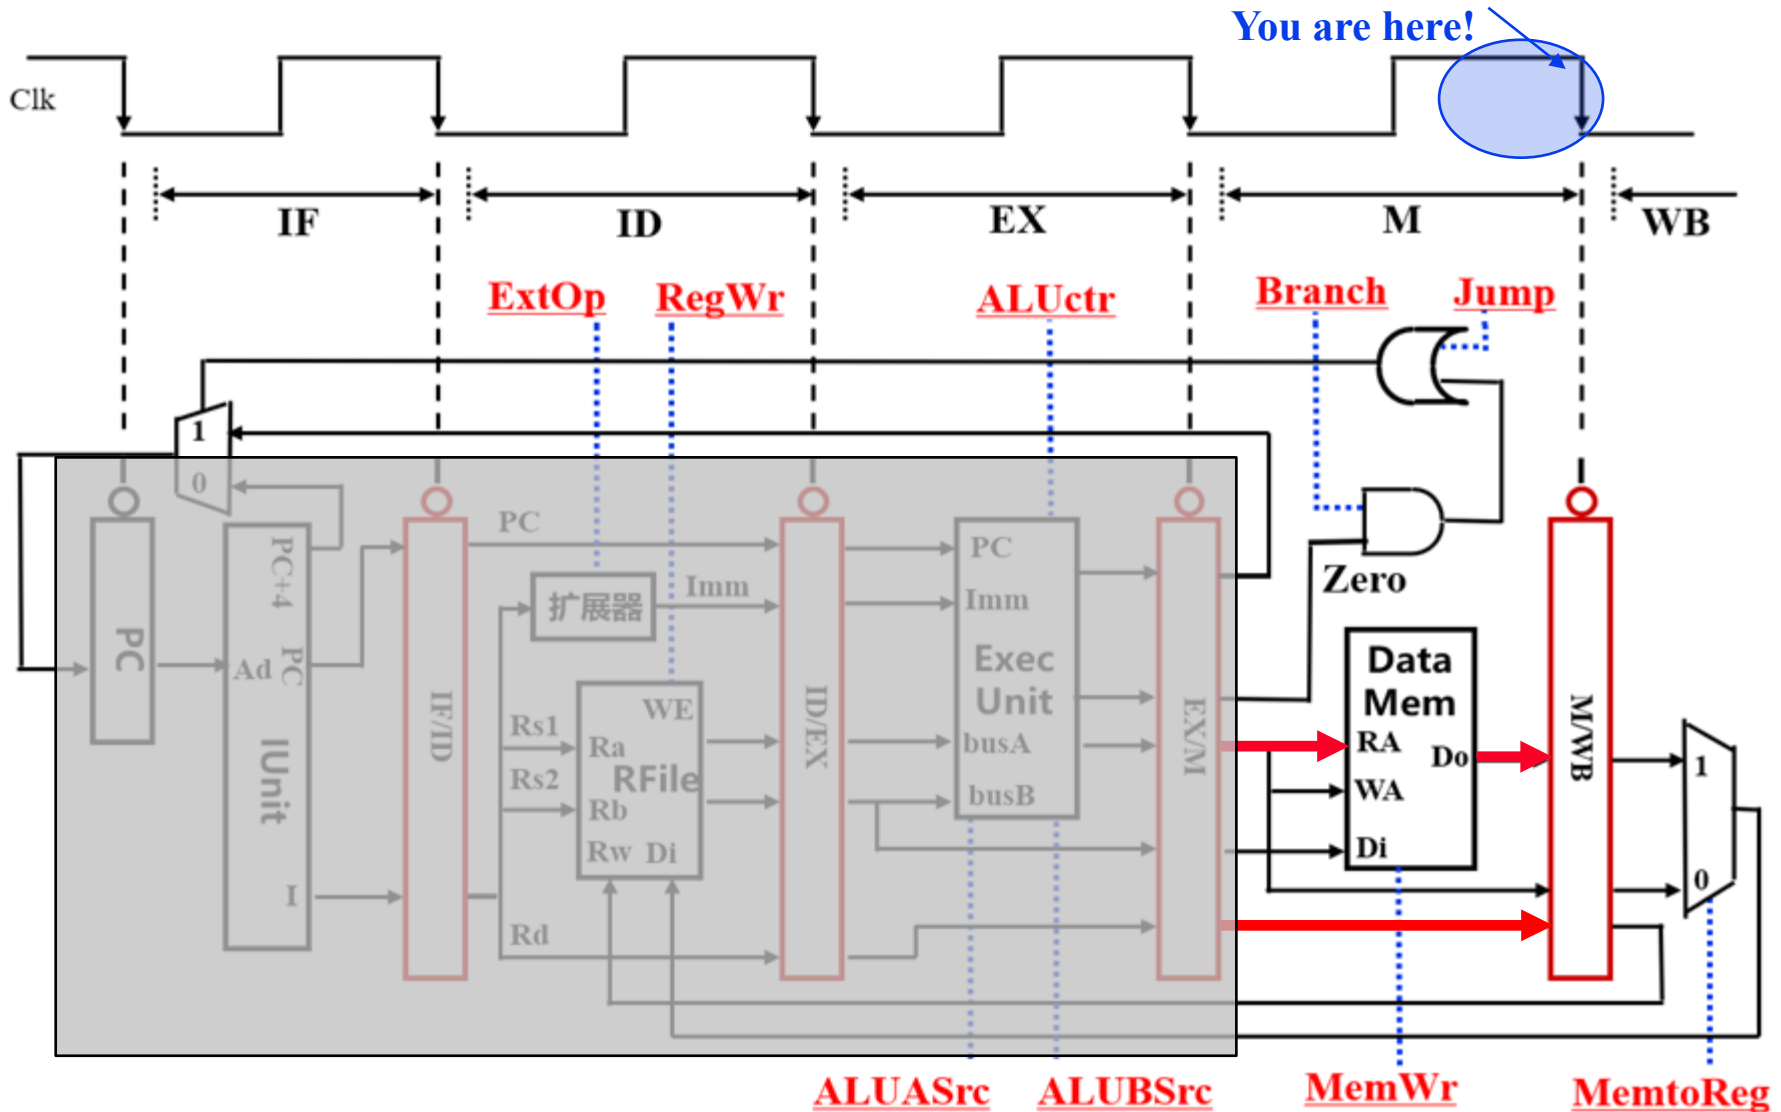 You are here!
Clk
IF
ID
EX
M
WB
ExtOp
RegWr
ALUctr
Branch
Jump
1
0
PC
PC+4
PC
Ad
IUnit
I
IF/ID
PC
扩展器
Imm
Rs1
Rs2
WE
Ra
RFile
Rb
Rw
Di
Rd
ID/EX
PC
Imm
Exec
Unit
busA
busB
EX/M
Zero
Data
Mem
RA
Do
WA
Di
M/WB
1
0
ALUASrc
ALUBSrc
MemWr
MemtoReg